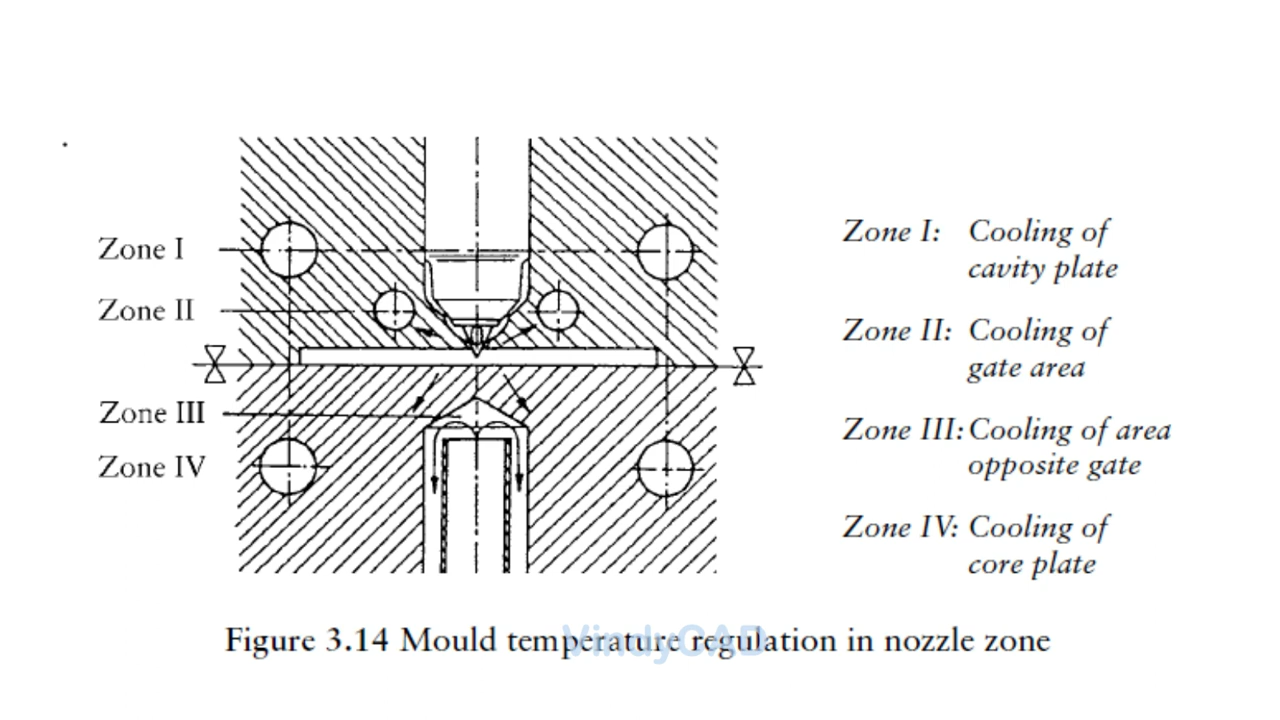 Zone I
Zone II
Zone III
Zone IV
Zone I: Cooling of
cavity plate
Zone II: Cooling of
gate area
Zone III: Cooling of area
opposite gate
Zone IV: Cooling of
core plate
Figure 3.14 Mould temperature regulation in nozzle zone
VindyCAD